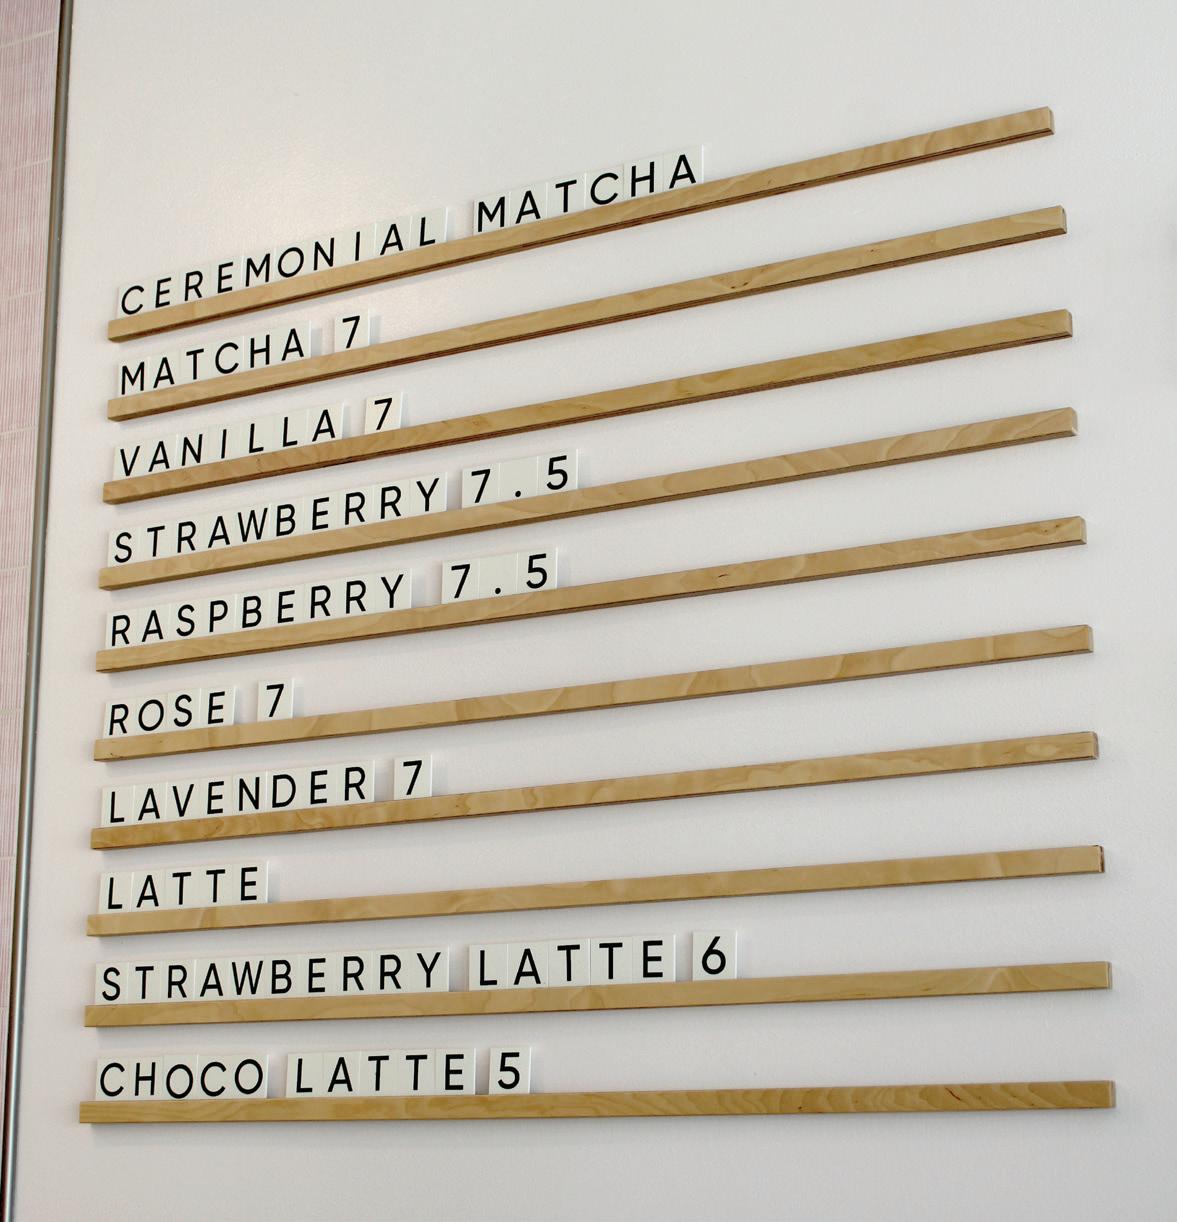 CEREMONIAL MATCHA
MATCHA 7
VANILLA 7
STRAWBERRY 7.5
RASPBERRY 7.5
ROSE 7
LAVENDER 7
LATTE
STRAWBERRY LATTE 6
CHOCO LATTE 5